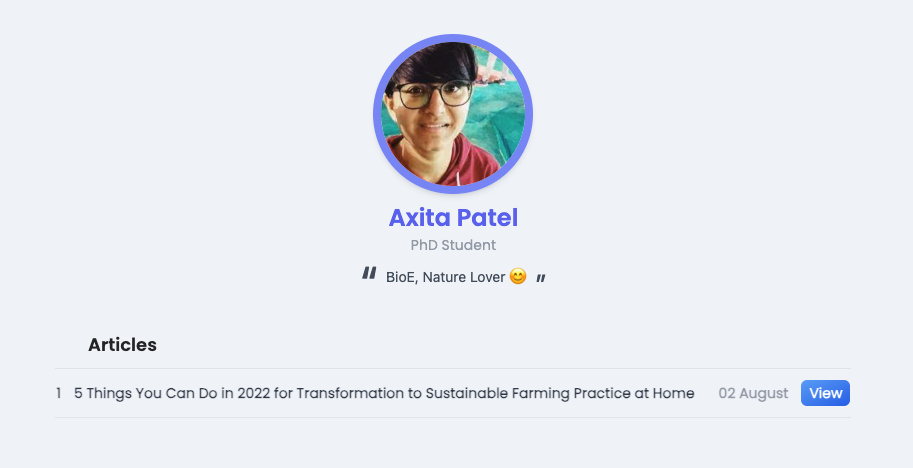 Axita Patel
PhD Student
" BioE, Nature Lover 😊 "
Articles
1 5 Things You Can Do in 2022 for Transformation to Sustainable Farming Practice at Home 02 August View